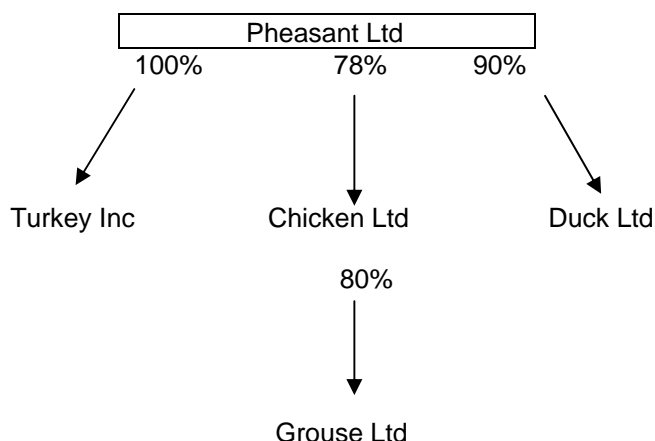 Pheasant Ltd
100% 78% 90%
Turkey Inc Chicken Ltd Duck Ltd
80%
Grouse Ltd